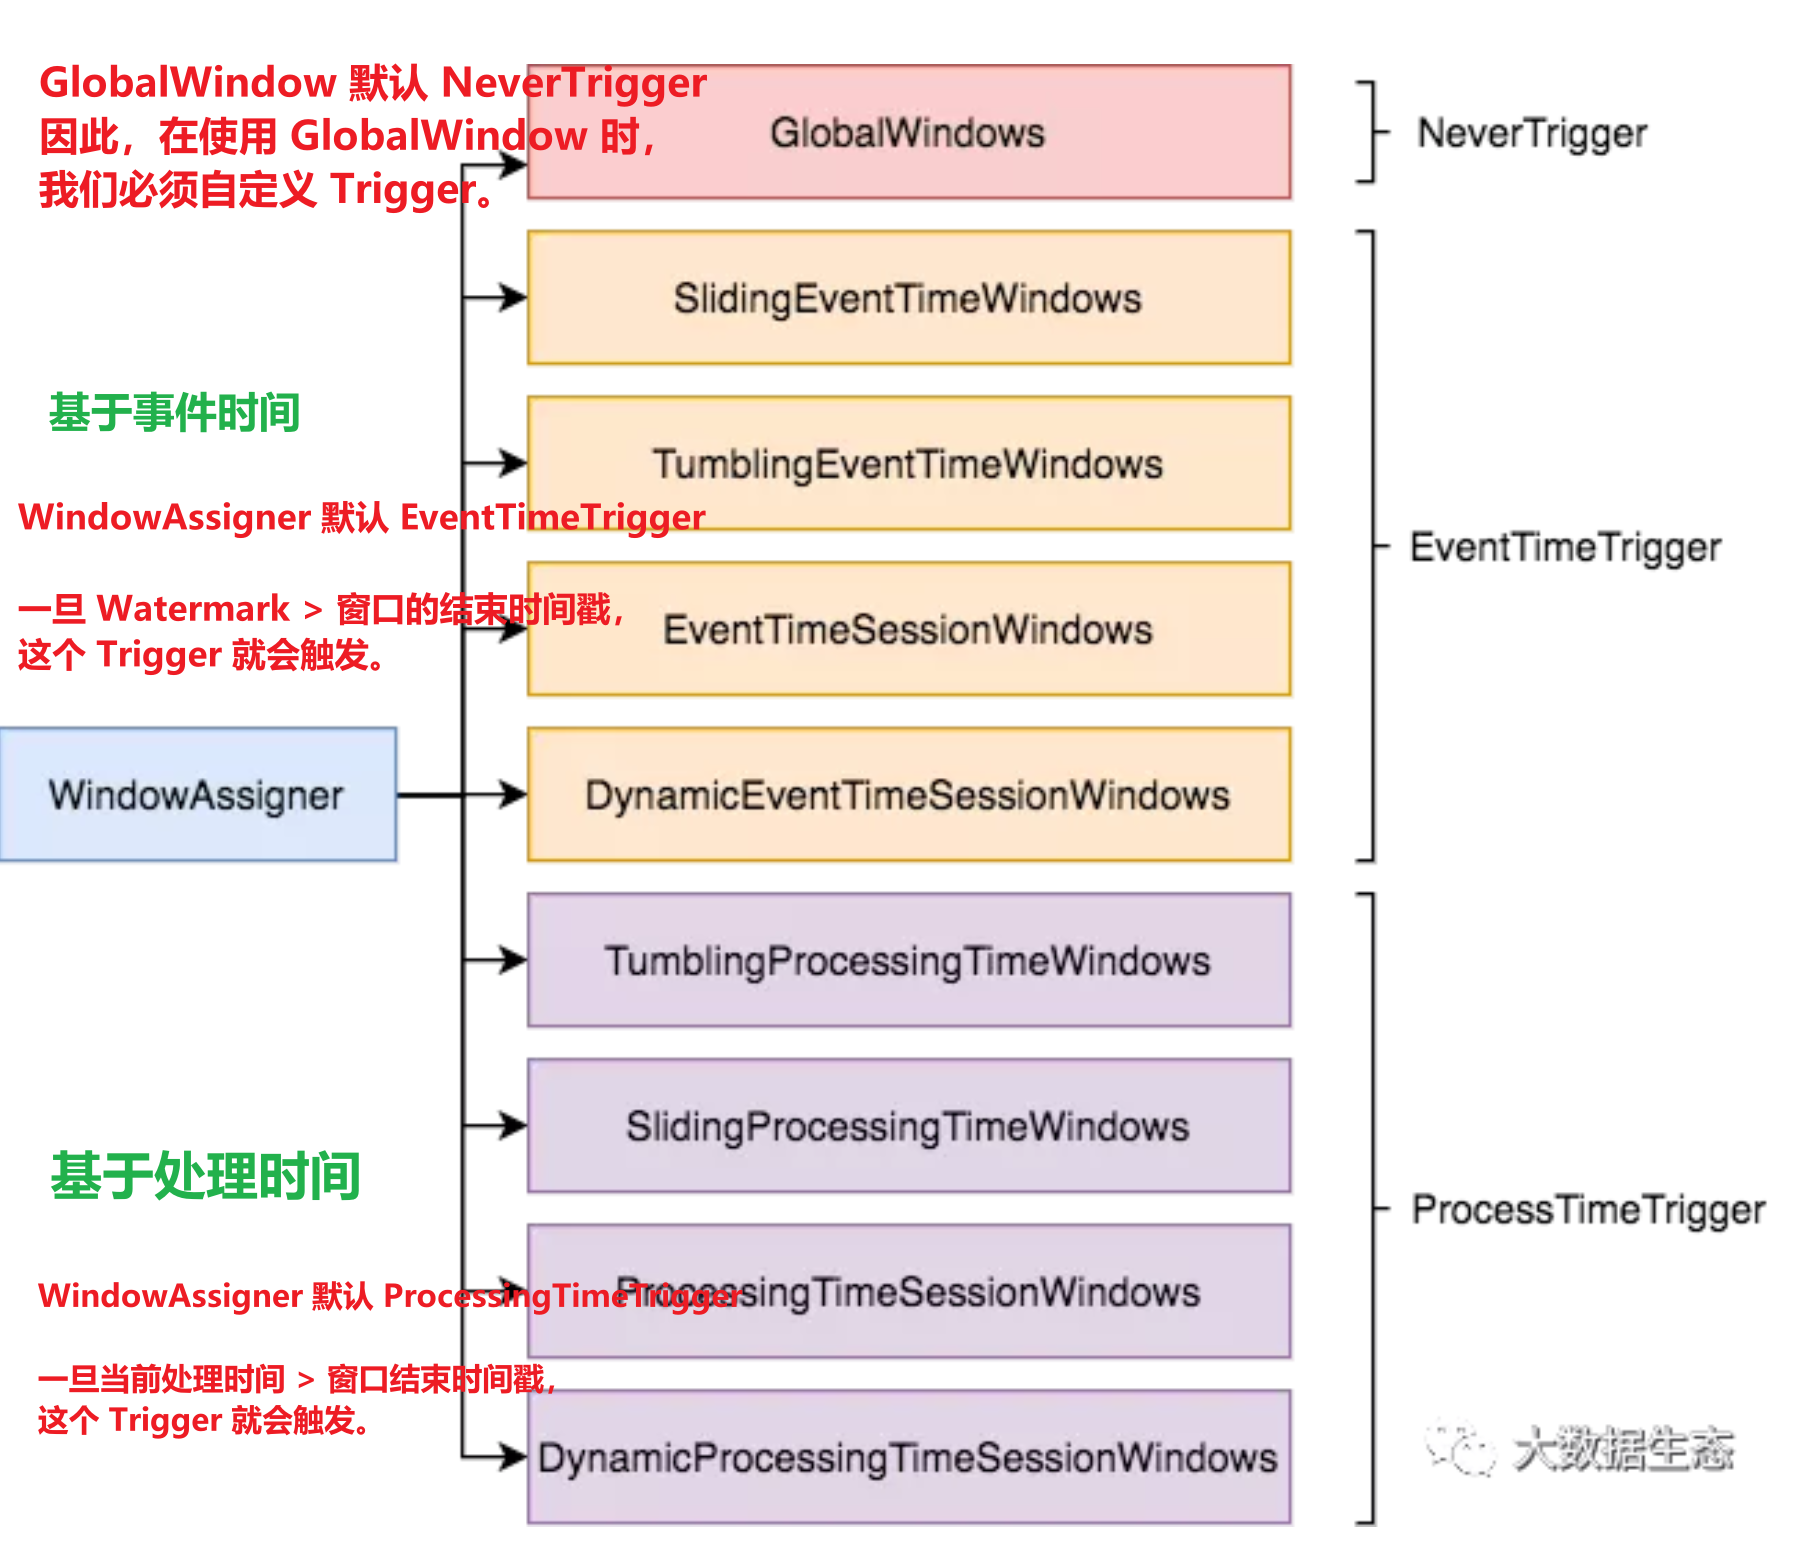 GlobalWindow 默认 NeverTrigger
因此，在使用 GlobalWindow 时，
我们必须自定义 Trigger。
GlobalWindows
NeverTrigger
SlidingEventTimeWindows
基于事件时间
TumblingEventTimeWindows
WindowAssigner 默认 EventTimeTrigger
EventTimeTrigger
一旦 Watermark > 窗口的结束时间戳，
这个 Trigger 就会触发。
EventTimeSessionWindows
WindowAssigner
DynamicEventTimeSessionWindows
TumblingProcessingTimeWindows
SlidingProcessingTimeWindows
基于处理时间
ProcessTimeTrigger
WindowAssigner 默认 ProcessingTimeTrigger
ProcessingTimeSessionWindows
一旦当前处理时间 > 窗口结束时间戳，
这个 Trigger 就会触发。
DynamicProcessingTimeSessionWindows
大数据生态